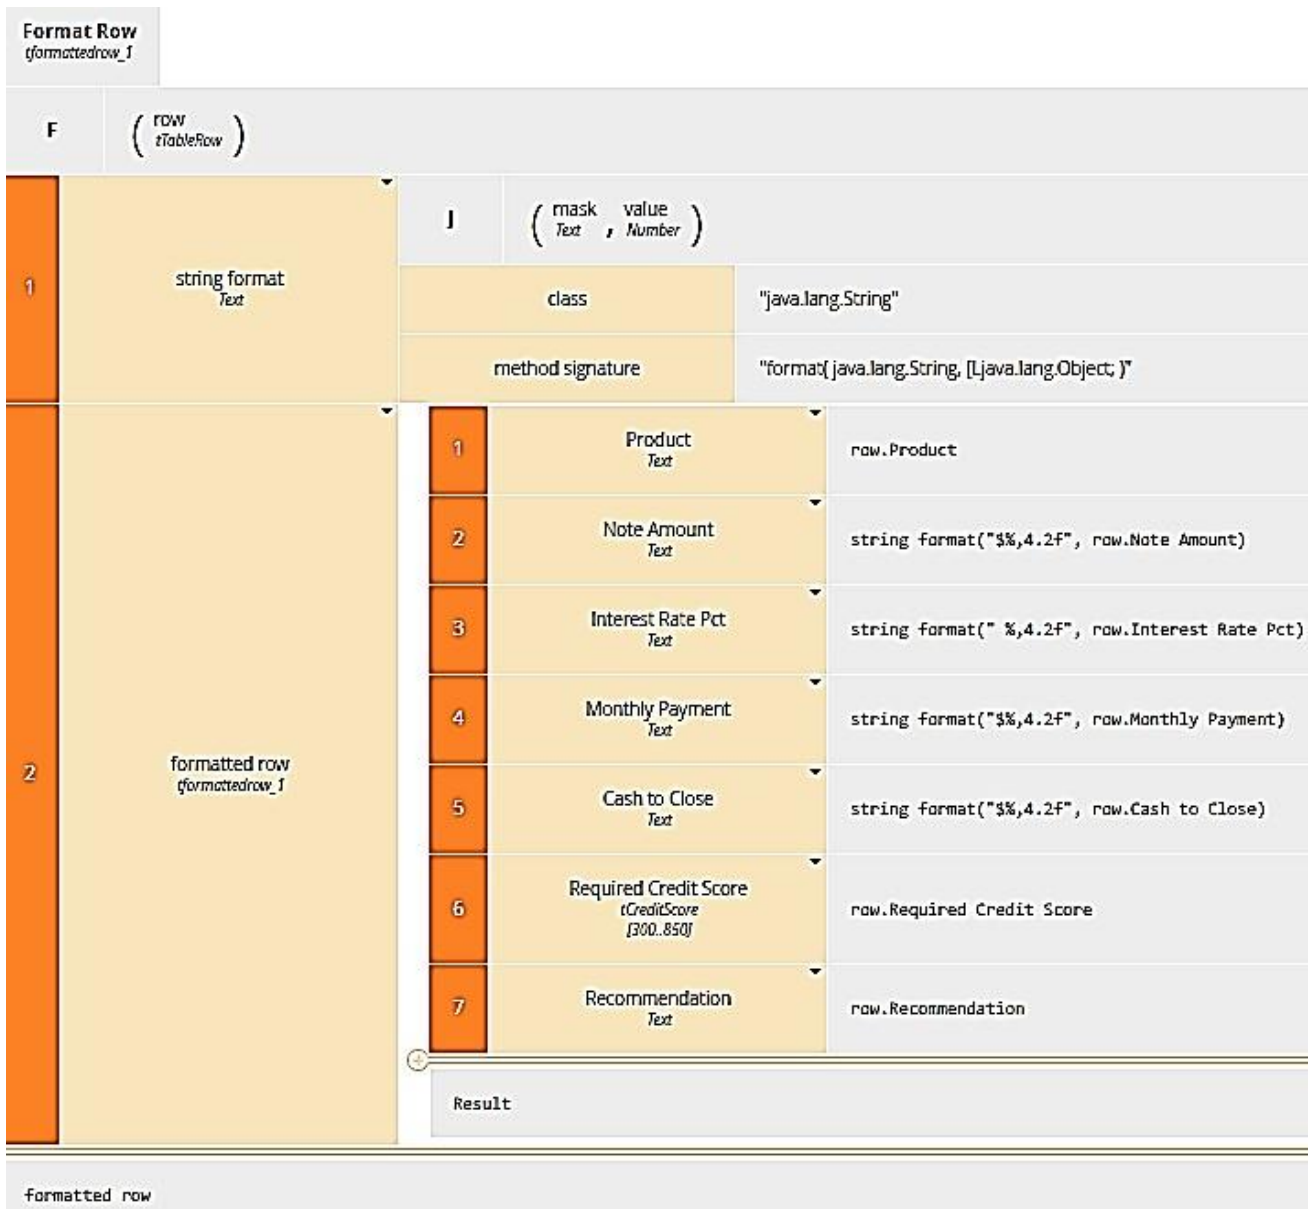 Format Row
tformattedrow_1
F
( row )
tTableRow
1
string format
Text
J
( mask , value )
Text Number
class
"java.lang.String"
method signature
"format( java.lang.String, [Ljava.lang.Object; )"
2
formatted row
tformattedrow_1
1
Product
Text
row.Product
2
Note Amount
Text
string format("$%,4.2f", row.Note Amount)
3
Interest Rate Pct
Text
string format(" %,4.2f", row.Interest Rate Pct)
4
Monthly Payment
Text
string format("$%,4.2f", row.Monthly Payment)
5
Cash to Close
Text
string format("$%,4.2f", row.Cash to Close)
6
Required Credit Score
tCreditScore
[300..850]
row.Required Credit Score
7
Recommendation
Text
row.Recommendation
Result
formatted row